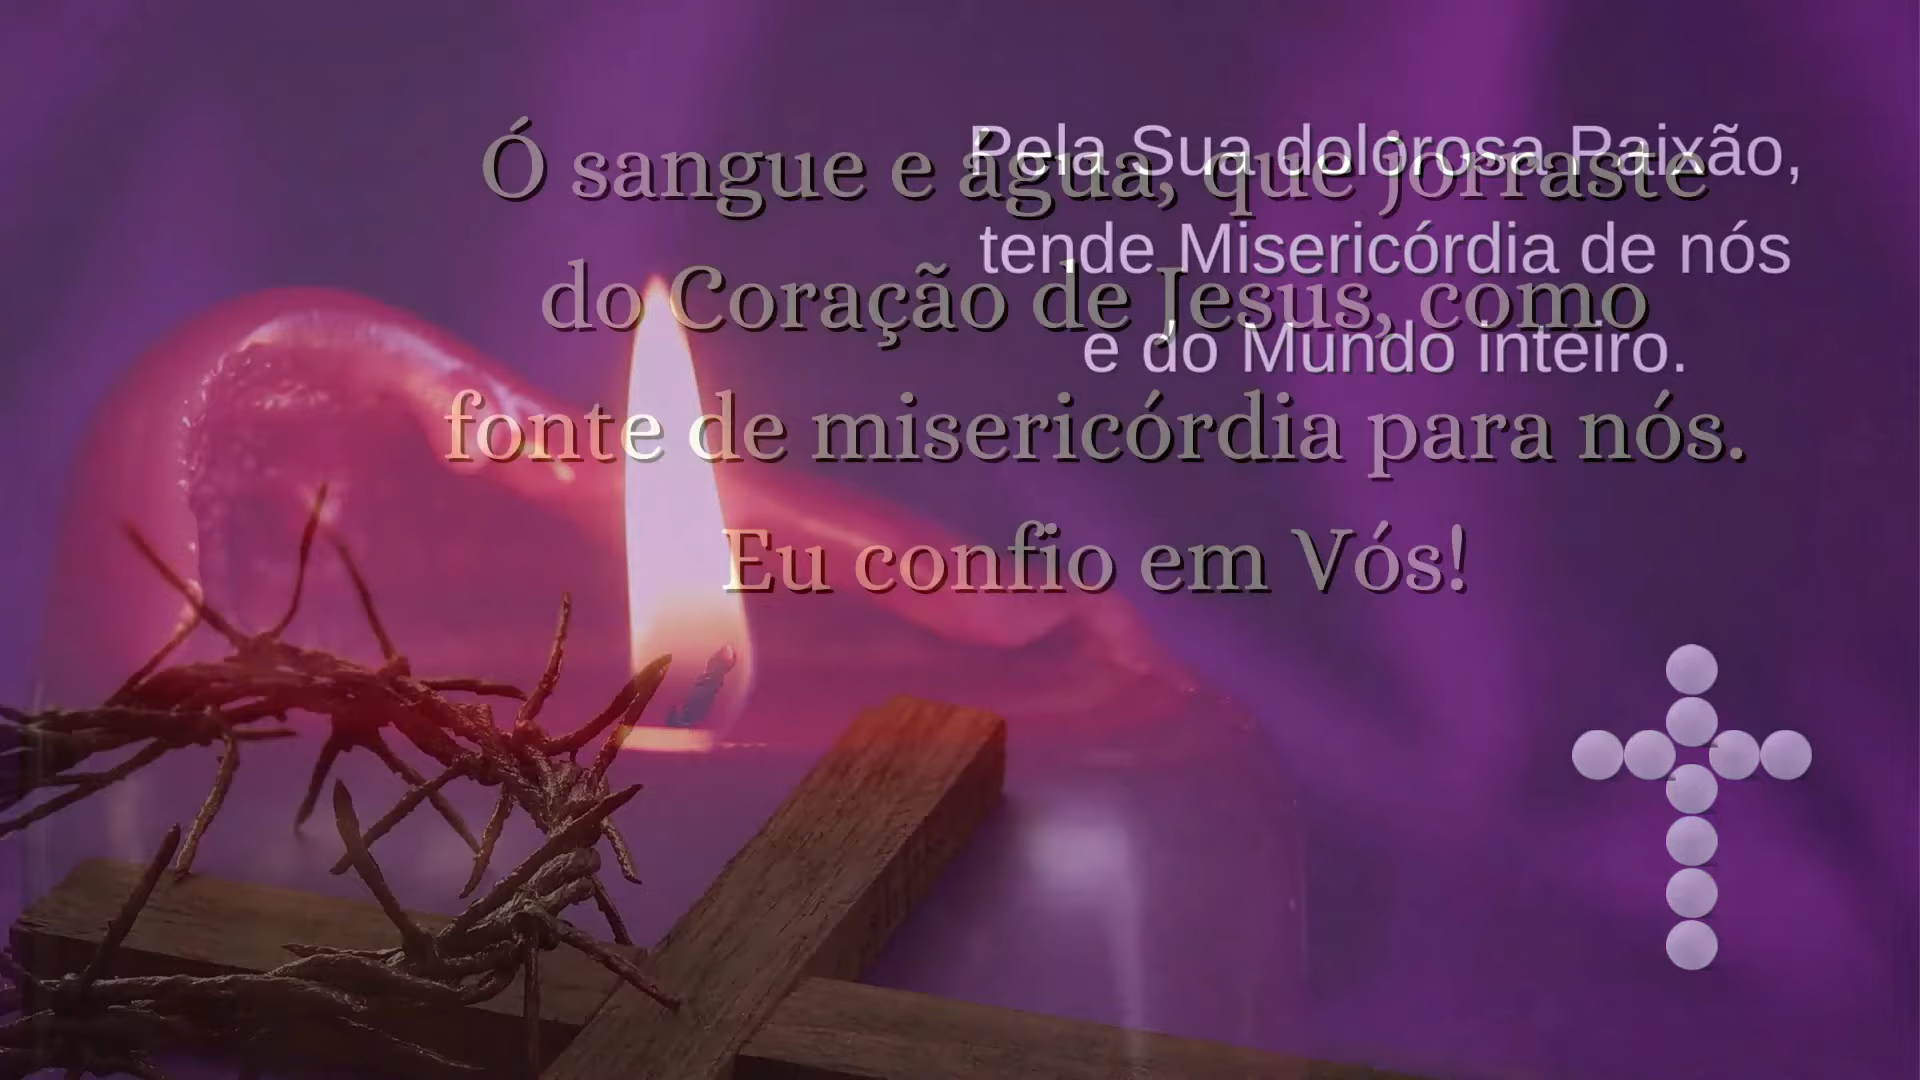 Pela Sua dolorosa Paixão,
tende Misericórdia de nós
e do Mundo inteiro.
Ó sangue e água, que jorraste
do Coração de Jesus, como
fonte de misericórdia para nós.
Eu confio em Vós!